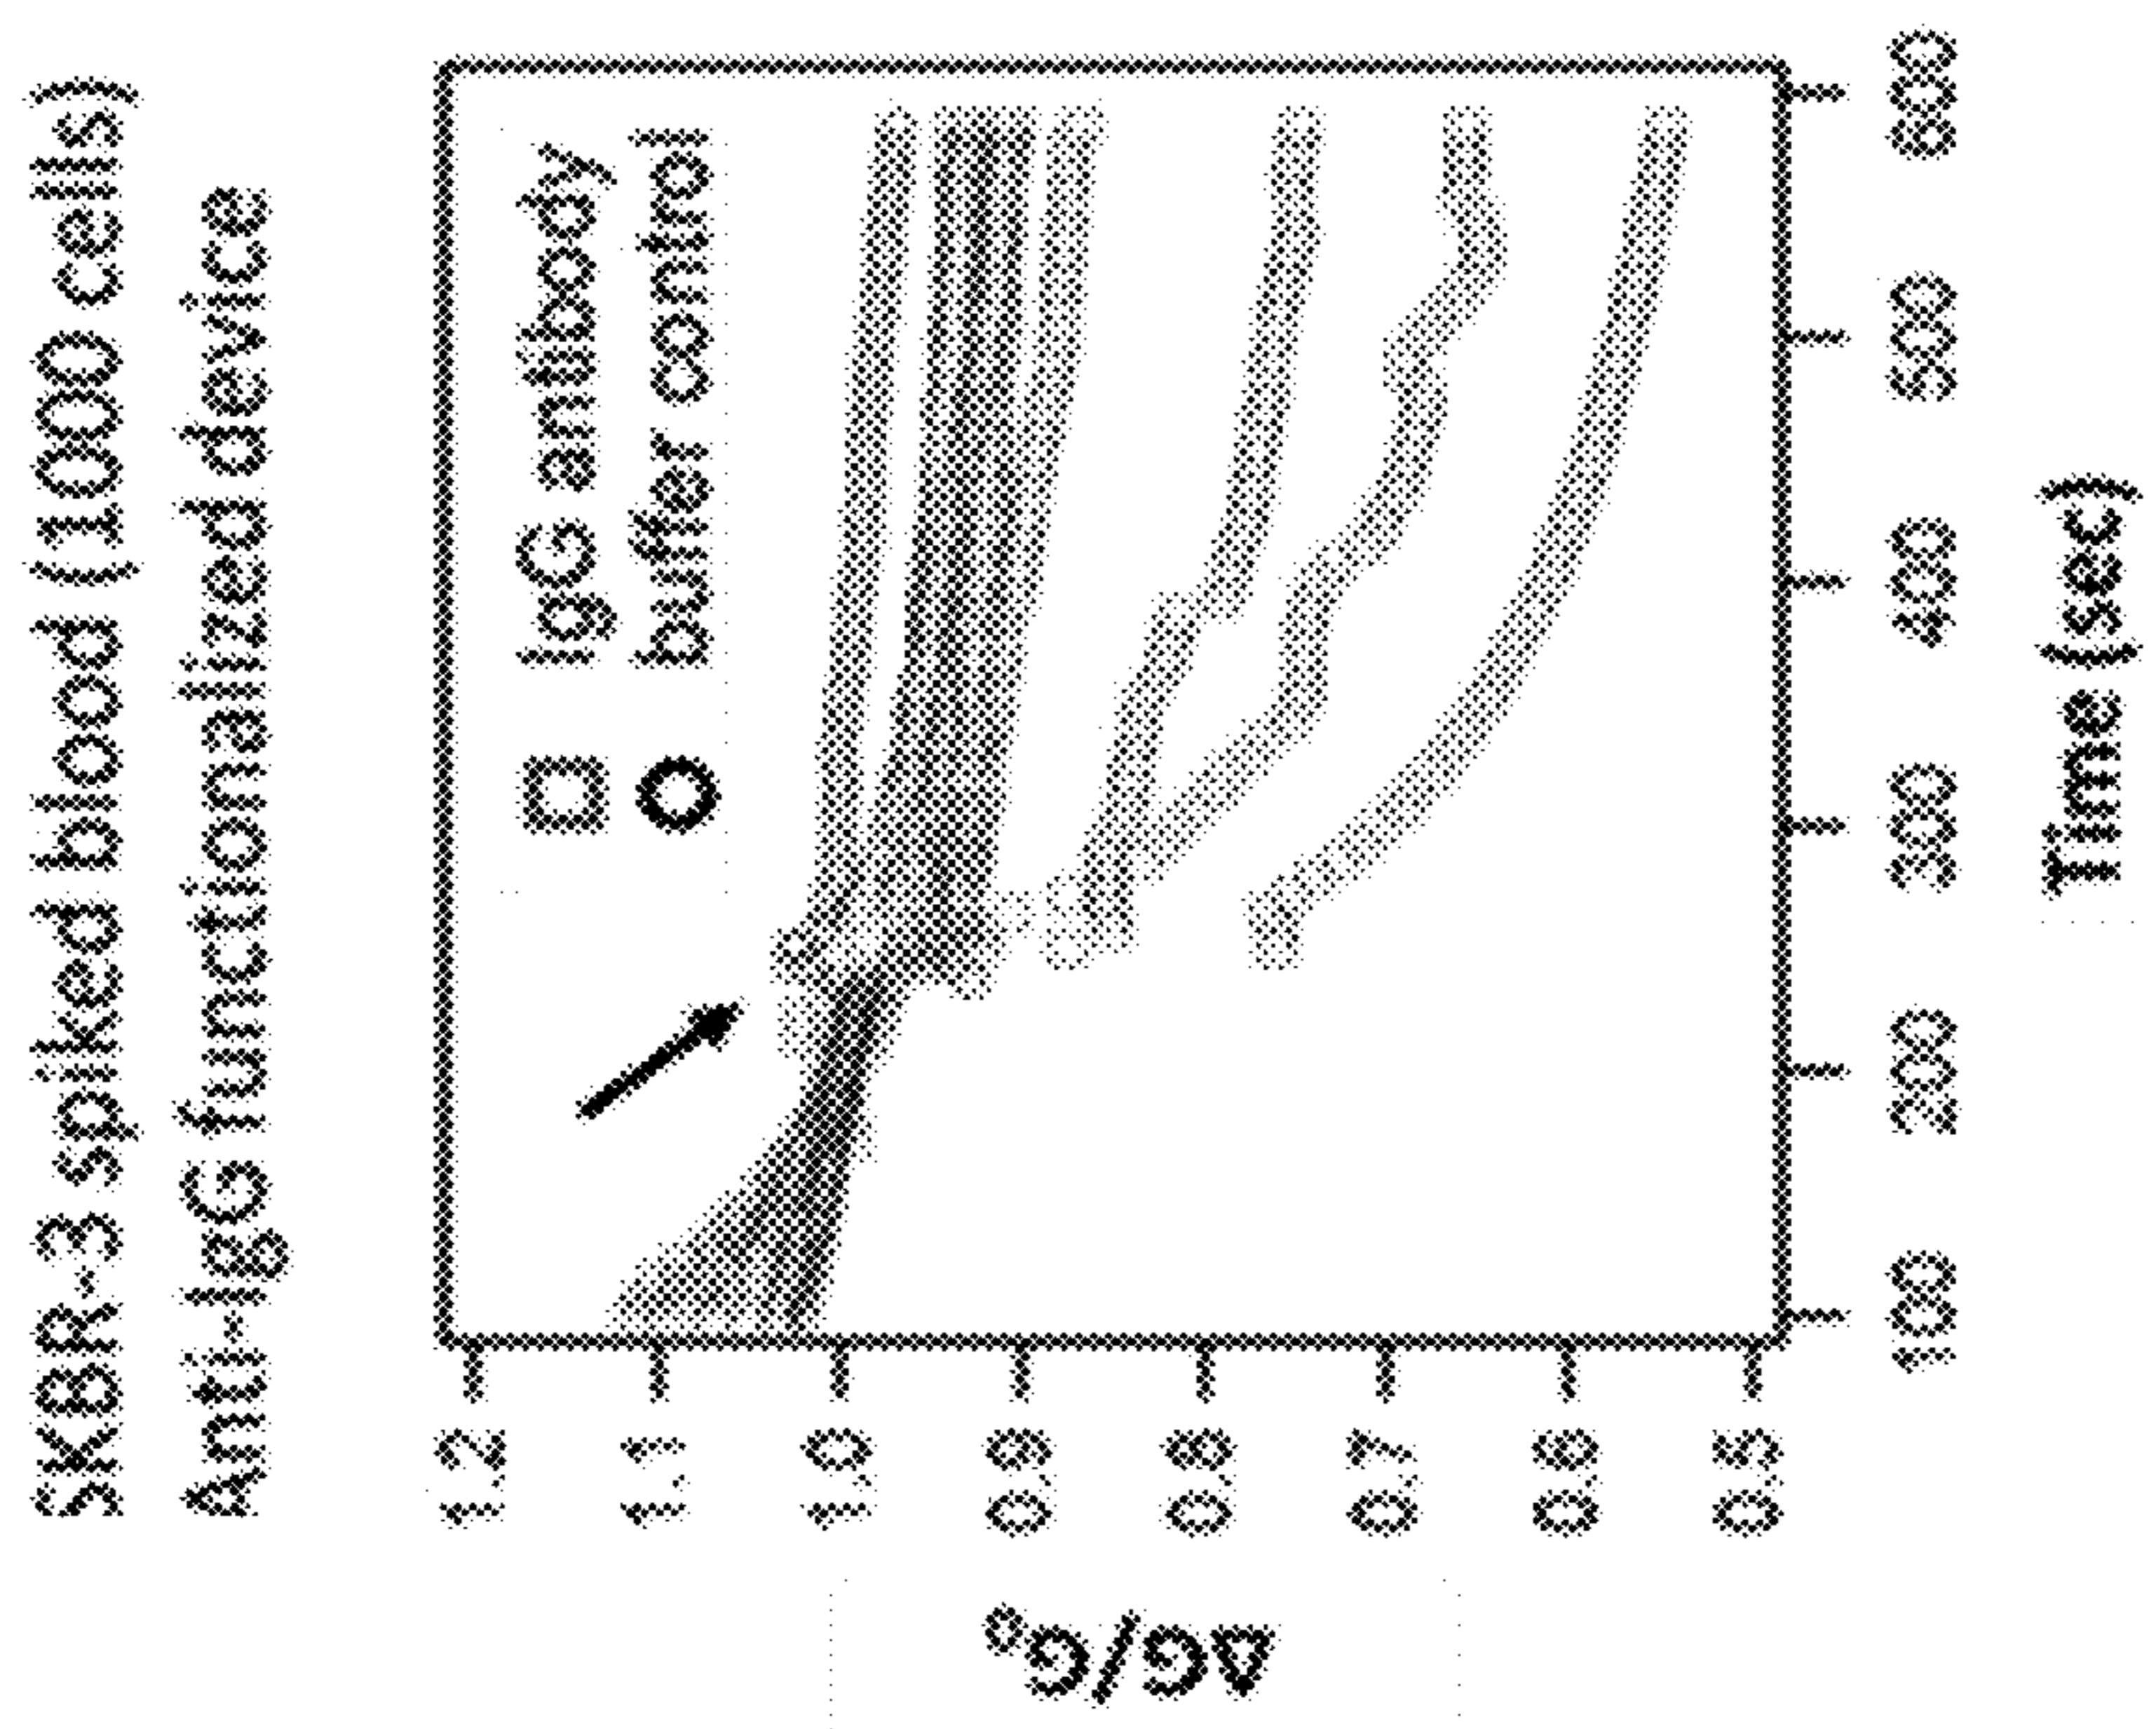 SKBR-3 spiked blood (1000 cells)
Anti-IgG functionalized device
IgG antibody
buffer control
1.2
1.1
1.0
0.9
0.8
0.7
0.6
0.5
ΔG/G₀
100
200
300
400
500
600
Time (sec)